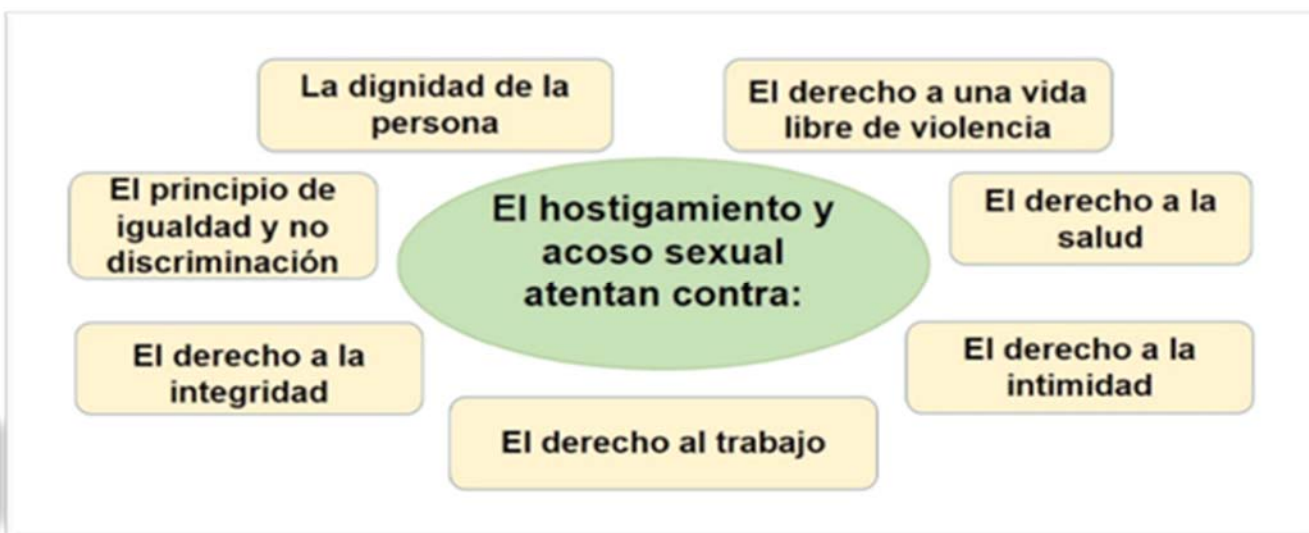 La dignidad de la
persona
El derecho a una vida
libre de violencia
El principio de
igualdad y no
discriminación
El hostigamiento y
acoso sexual
atentan contra:
El derecho a la
salud
El derecho a la
integridad
El derecho a la
intimidad
El derecho al trabajo